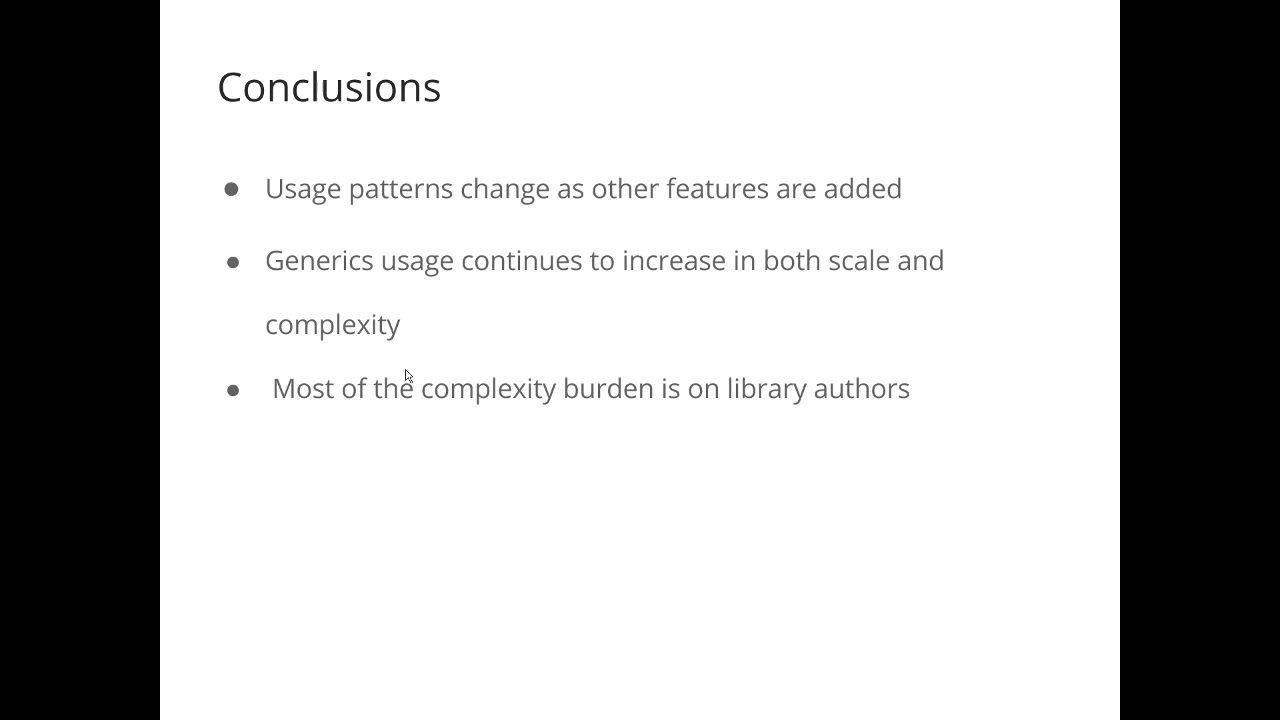 Conclusions
● Usage patterns change as other features are added
● Generics usage continues to increase in both scale and
complexity
● Most of the complexity burden is on library authors